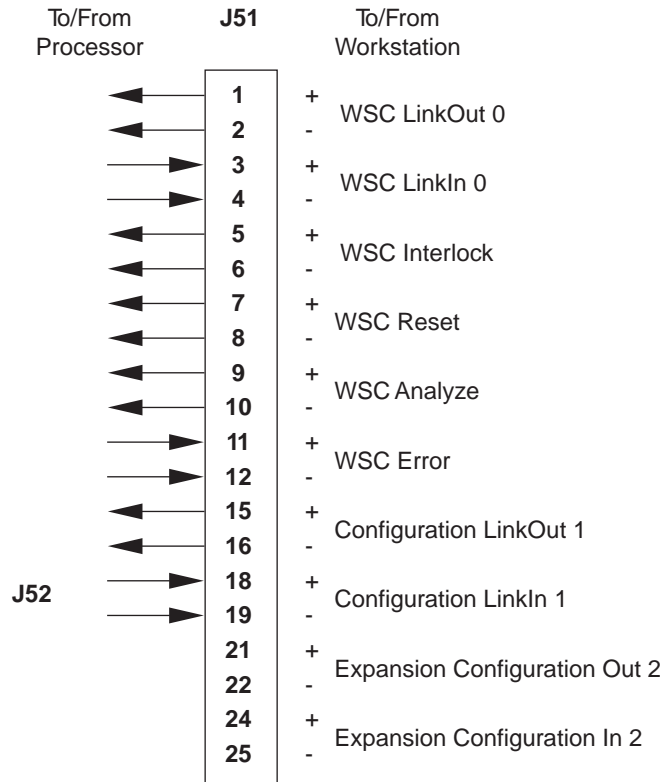 To/From J51 To/From
Processor Workstation
1 +
WSC LinkOut 0
2 -
3 +
WSC LinkIn 0
4 -
5 +
WSC Interlock
6 -
7 +
WSC Reset
8 -
9 +
WSC Analyze
10 -
11 +
WSC Error
12 -
15 +
Configuration LinkOut 1
16 -
18 +
J52 Configuration LinkIn 1
19 -
21 +
Expansion Configuration Out 2
22 -
24 +
Expansion Configuration In 2
25 -